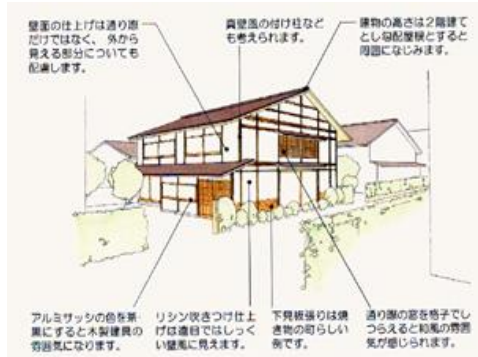 壁面の仕上げは通り面
だけではなく、外から
見える部分についても
配慮します。
真壁風の付け柱など
も考えられます。
建物の高さは2階建て
とし勾配屋根とすると
周囲になじみます。
アルミサッシの色を茶・
黒にすると木製建具の
雰囲気になります。
リシン吹きつけ仕上
げは遠目ではしっく
い壁風に見えます。
下見板張りは焼
き物の町らしい
例です。
通り際の窓を格子でし
つらえると和風の雰囲
気が感じられます。